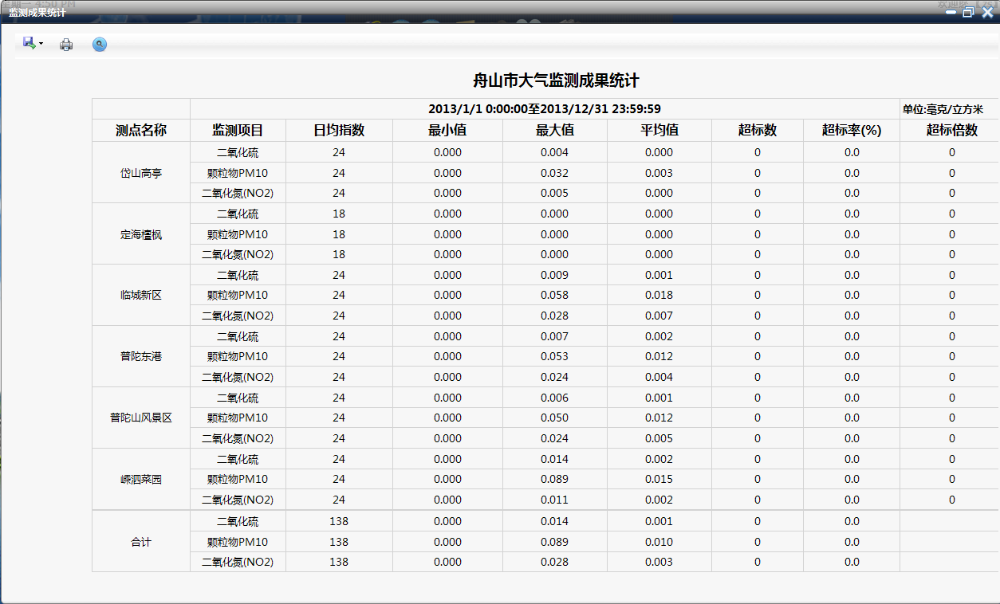 监测成果统计
舟山市大气监测成果统计
2013/1/1 0:00:00至2013/12/31 23:59:59 单位:毫克/立方米
测点名称 监测项目 日均指数 最小值 最大值 平均值 超标数 超标率(%) 超标倍数
二氧化硫 24 0.000 0.004 0.000 0 0.0 0
岱山高亭 颗粒物PM10 24 0.000 0.032 0.003 0 0.0 0
二氧化氮(NO2) 24 0.000 0.005 0.000 0 0.0 0
二氧化硫 18 0.000 0.000 0.000 0 0.0 0
定海檀枫 颗粒物PM10 18 0.000 0.000 0.000 0 0.0 0
二氧化氮(NO2) 18 0.000 0.000 0.000 0 0.0 0
二氧化硫 24 0.000 0.009 0.001 0 0.0 0
临城新区 颗粒物PM10 24 0.000 0.058 0.018 0 0.0 0
二氧化氮(NO2) 24 0.000 0.028 0.007 0 0.0 0
二氧化硫 24 0.000 0.007 0.002 0 0.0 0
普陀东港 颗粒物PM10 24 0.000 0.053 0.012 0 0.0 0
二氧化氮(NO2) 24 0.000 0.024 0.004 0 0.0 0
二氧化硫 24 0.000 0.006 0.001 0 0.0 0
普陀山风景区 颗粒物PM10 24 0.000 0.050 0.012 0 0.0 0
二氧化氮(NO2) 24 0.000 0.024 0.005 0 0.0 0
二氧化硫 24 0.000 0.014 0.002 0 0.0 0
嵊泗菜园 颗粒物PM10 24 0.000 0.089 0.015 0 0.0 0
二氧化氮(NO2) 24 0.000 0.011 0.002 0 0.0 0
二氧化硫 138 0.000 0.014 0.001 0 0.0
合计 颗粒物PM10 138 0.000 0.089 0.010 0 0.0
二氧化氮(NO2) 138 0.000 0.028 0.003 0 0.0